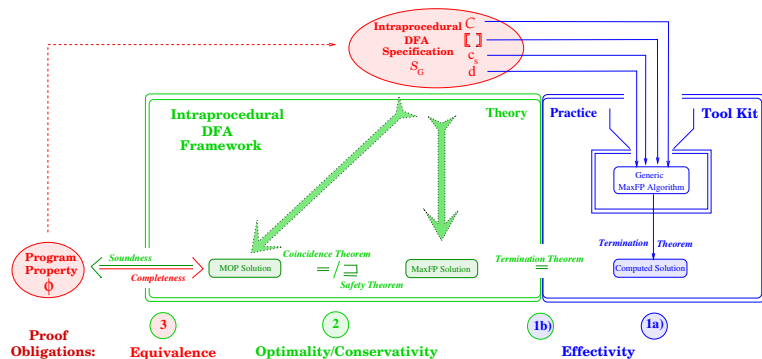 Intraprocedural
DFA
Specification
S_G
C
⟦ ⟧
c_s
d
Intraprocedural
DFA
Framework
Theory
Practice
Tool Kit
Generic
MaxFP Algorithm
Termination Theorem
Computed Solution
Program
Property
Φ
Soundness
Completeness
MOP Solution
Coincidence Theorem
= / ⊒
Safety Theorem
MaxFP Solution
Termination Theorem
=
3
2
1b)
1a)
Proof
Obligations:
Equivalence
Optimality/Conservativity
Effectivity